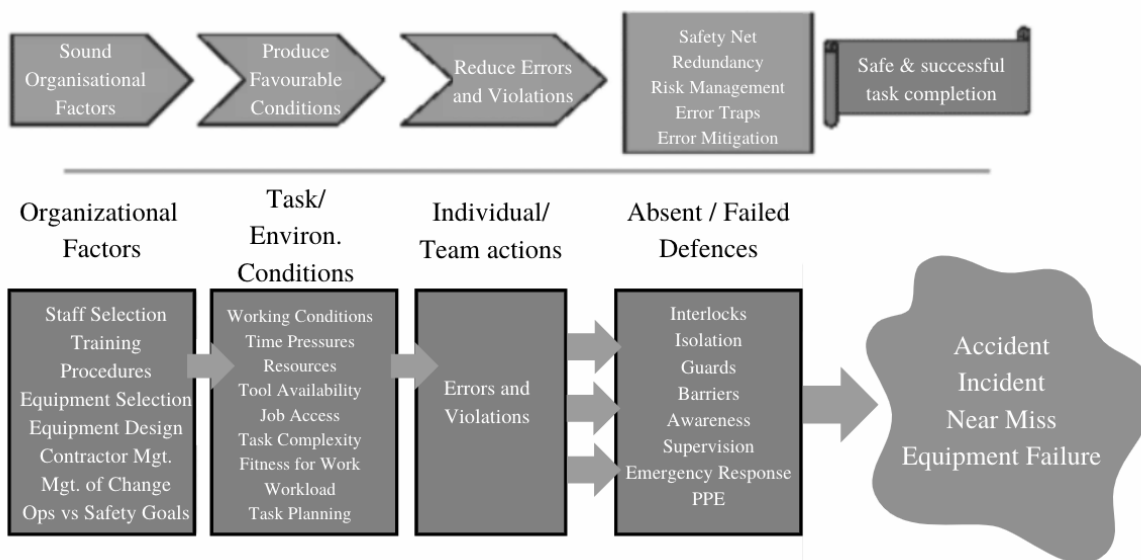 Sound
Organisational
Factors
Produce
Favourable
Conditions
Reduce Errors
and Violations
Safety Net
Redundancy
Risk Management
Error Traps
Error Mitigation
Safe & successful
task completion
Organizational
Factors
Task/
Environ.
Conditions
Individual/
Team actions
Absent / Failed
Defences
Staff Selection
Training
Procedures
Equipment Selection
Equipment Design
Contractor Mgt.
Mgt. of Change
Ops vs Safety Goals
Working Conditions
Time Pressures
Resources
Tool Availability
Job Access
Task Complexity
Fitness for Work
Workload
Task Planning
Errors and
Violations
Interlocks
Isolation
Guards
Barriers
Awareness
Supervision
Emergency Response
PPE
Accident
Incident
Near Miss
Equipment Failure